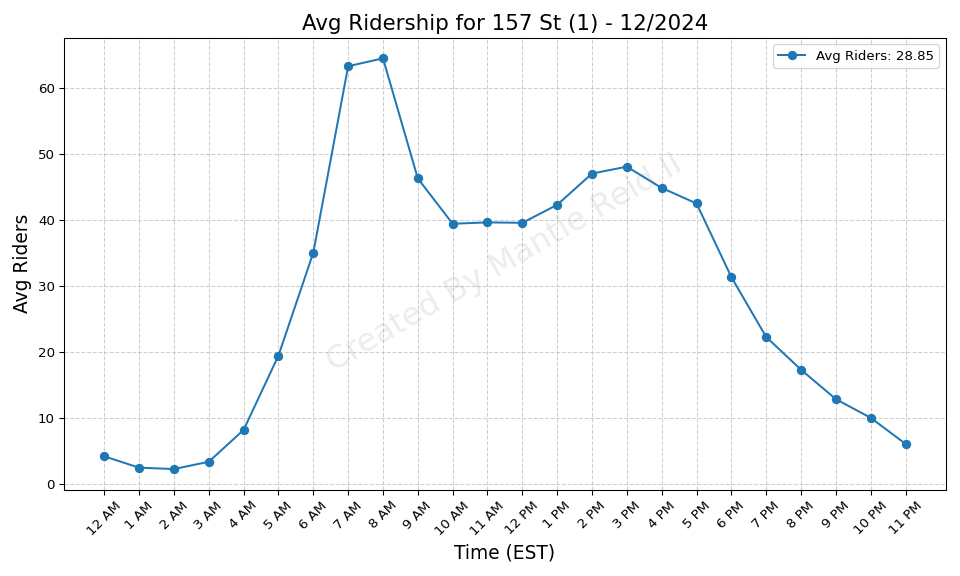 Avg Ridership for 157 St (1) - 12/2024
Avg Riders: 28.85
Avg Riders
60
50
40
30
20
10
0
Created By Mantie Reid II
12 AM
1 AM
2 AM
3 AM
4 AM
5 AM
6 AM
7 AM
8 AM
9 AM
10 AM
11 AM
12 PM
1 PM
2 PM
3 PM
4 PM
5 PM
6 PM
7 PM
8 PM
9 PM
10 PM
11 PM
Time (EST)